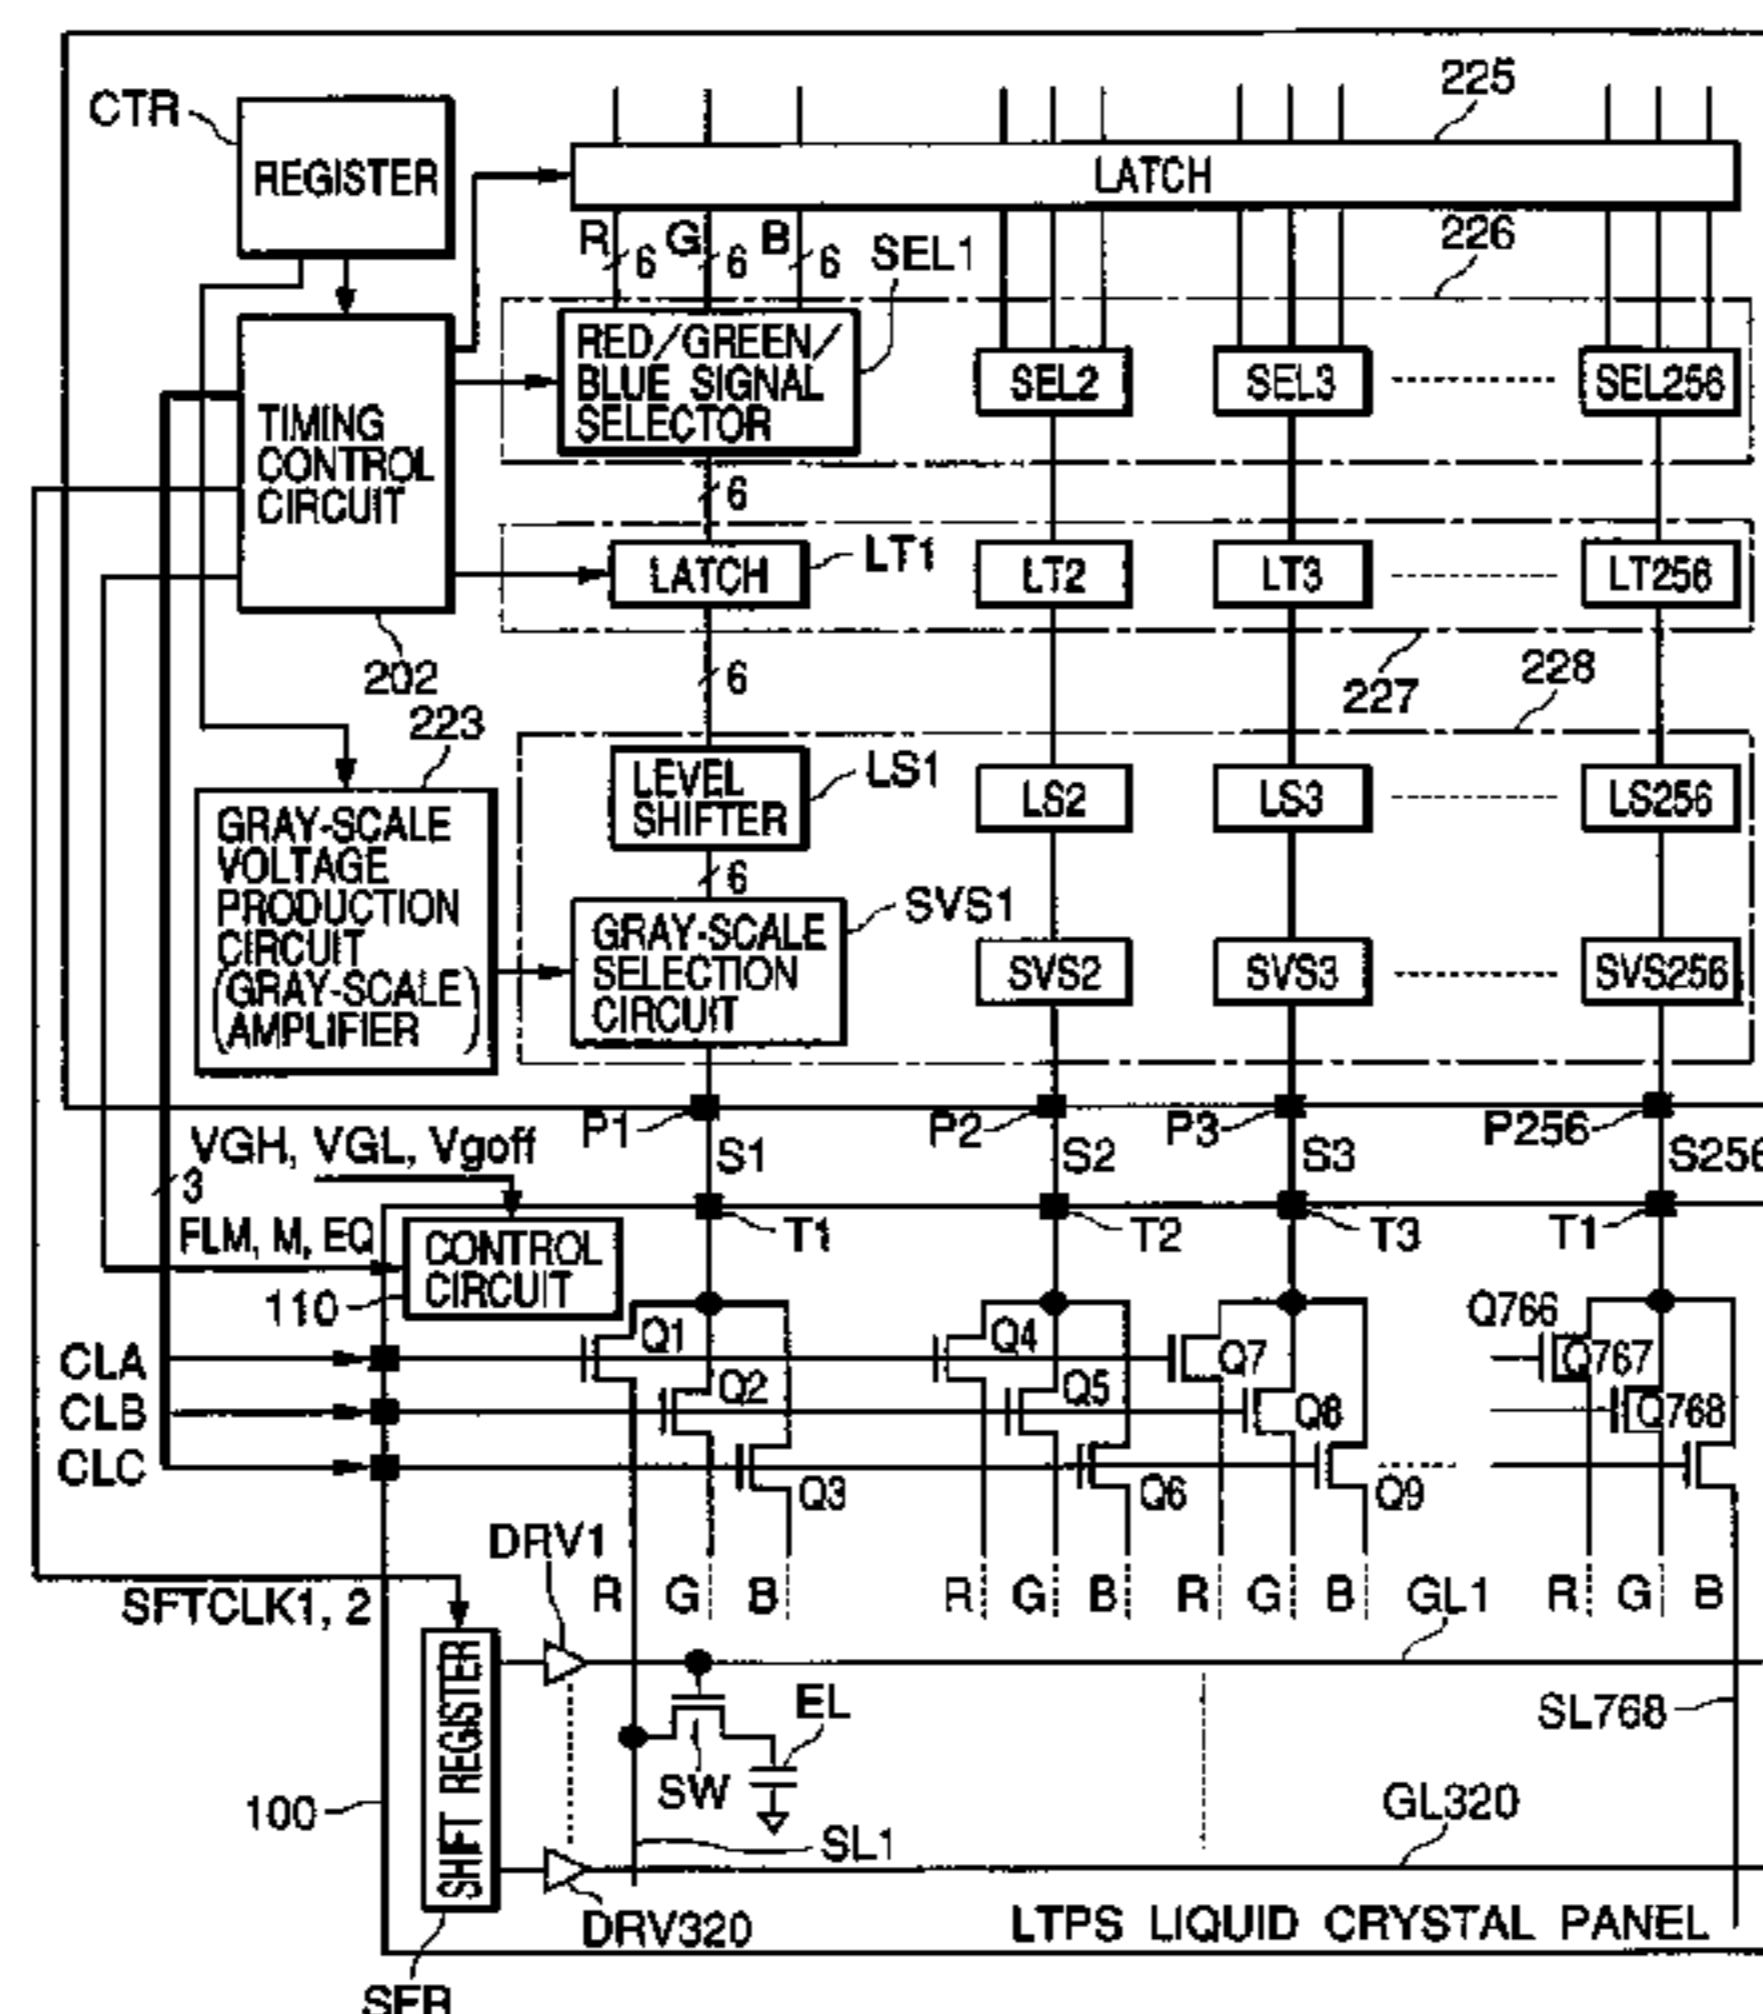 225
CTR
REGISTER
LATCH
R 6 G 6 B 6
SEL1
226
RED/GREEN/
BLUE SIGNAL
SELECTOR
SEL2
SEL3
SEL256
TIMING
CONTROL
CIRCUIT
6
LATCH
LT1
LT2
LT3
LT256
202
6
227
228
223
LEVEL
SHIFTER
LS1
LS2
LS3
LS256
GRAY-SCALE
VOLTAGE
PRODUCTION
CIRCUIT
(GRAY-SCALE
AMPLIFIER)
6
SVS1
GRAY-SCALE
SELECTION
CIRCUIT
SVS2
SVS3
SVS256
P1
P2
P3
P256
VGH, VGL, Vgoff
S1
S2
S3
S256
3
FLM, M, EQ
CONTROL
CIRCUIT
T1
T2
T3
T1
110
Q1
Q4
Q7
Q766
Q767
CLA
Q2
Q5
Q8
Q768
CLB
CLC
Q3
Q6
Q9
DRV1
SFTCLK1, 2
R G B
R G B
R G B
GL1
R G B
SHIFT REGISTER
EL
SW
SL768
100
SL1
GL320
DRV320
LTPS LIQUID CRYSTAL PANEL
SFR